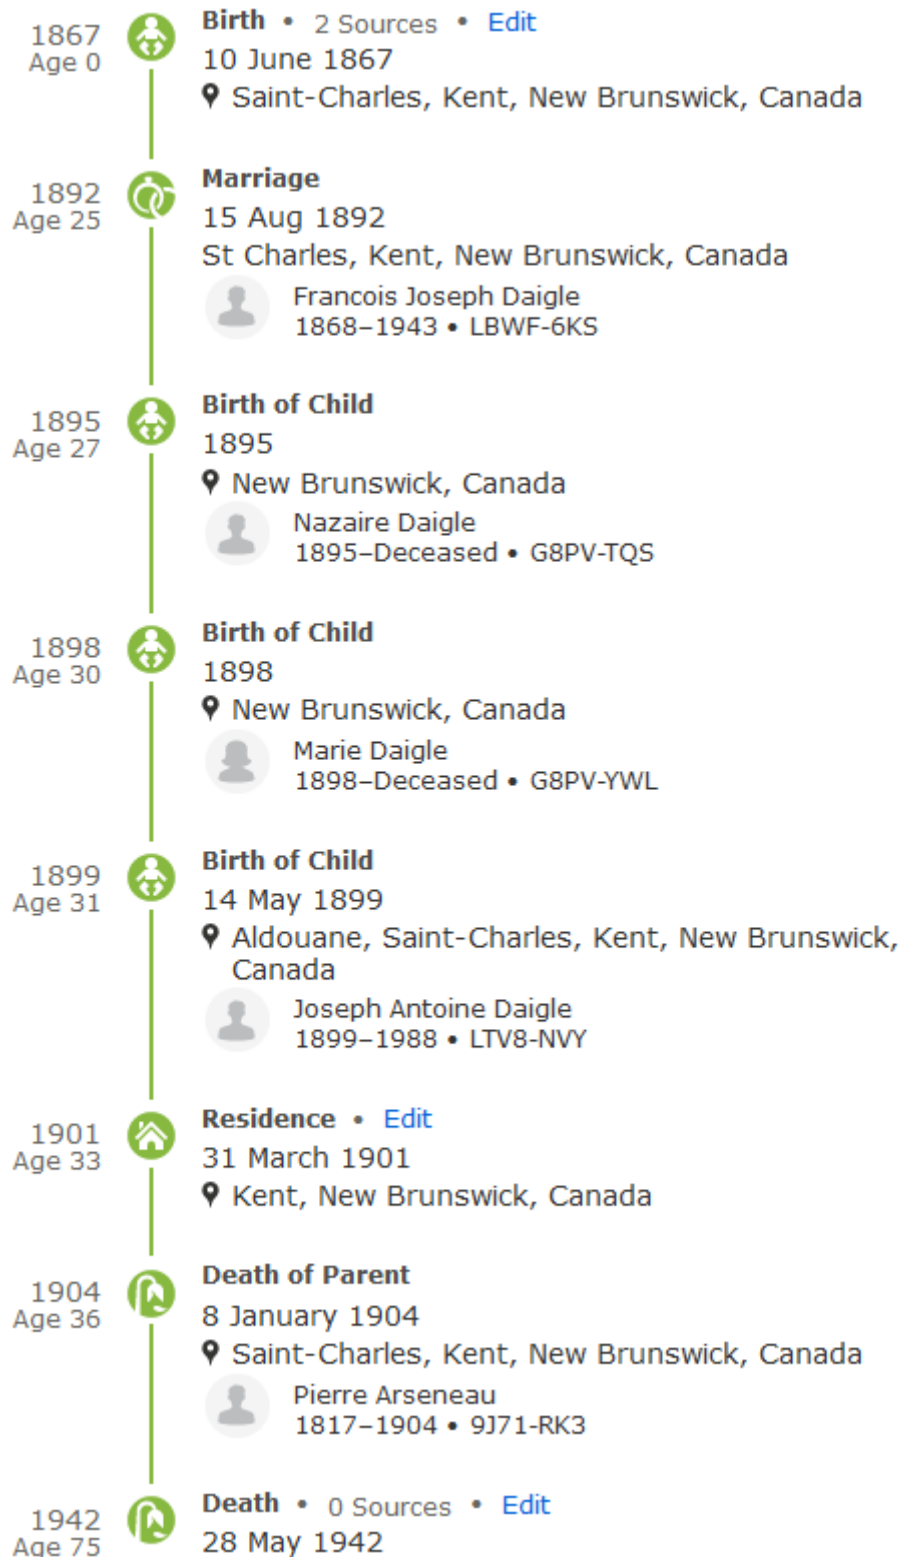 1867
Age 0
Birth • 2 Sources • Edit
10 June 1867
Saint-Charles, Kent, New Brunswick, Canada
1892
Age 25
Marriage
15 Aug 1892
St Charles, Kent, New Brunswick, Canada
Francois Joseph Daigle
1868–1943 • LBWF-6KS
1895
Age 27
Birth of Child
1895
New Brunswick, Canada
Nazaire Daigle
1895–Deceased • G8PV-TQS
1898
Age 30
Birth of Child
1898
New Brunswick, Canada
Marie Daigle
1898–Deceased • G8PV-YWL
1899
Age 31
Birth of Child
14 May 1899
Aldouane, Saint-Charles, Kent, New Brunswick,
Canada
Joseph Antoine Daigle
1899–1988 • LTV8-NVY
1901
Age 33
Residence • Edit
31 March 1901
Kent, New Brunswick, Canada
1904
Age 36
Death of Parent
8 January 1904
Saint-Charles, Kent, New Brunswick, Canada
Pierre Arseneau
1817–1904 • 9J71-RK3
1942
Age 75
Death • 0 Sources • Edit
28 May 1942